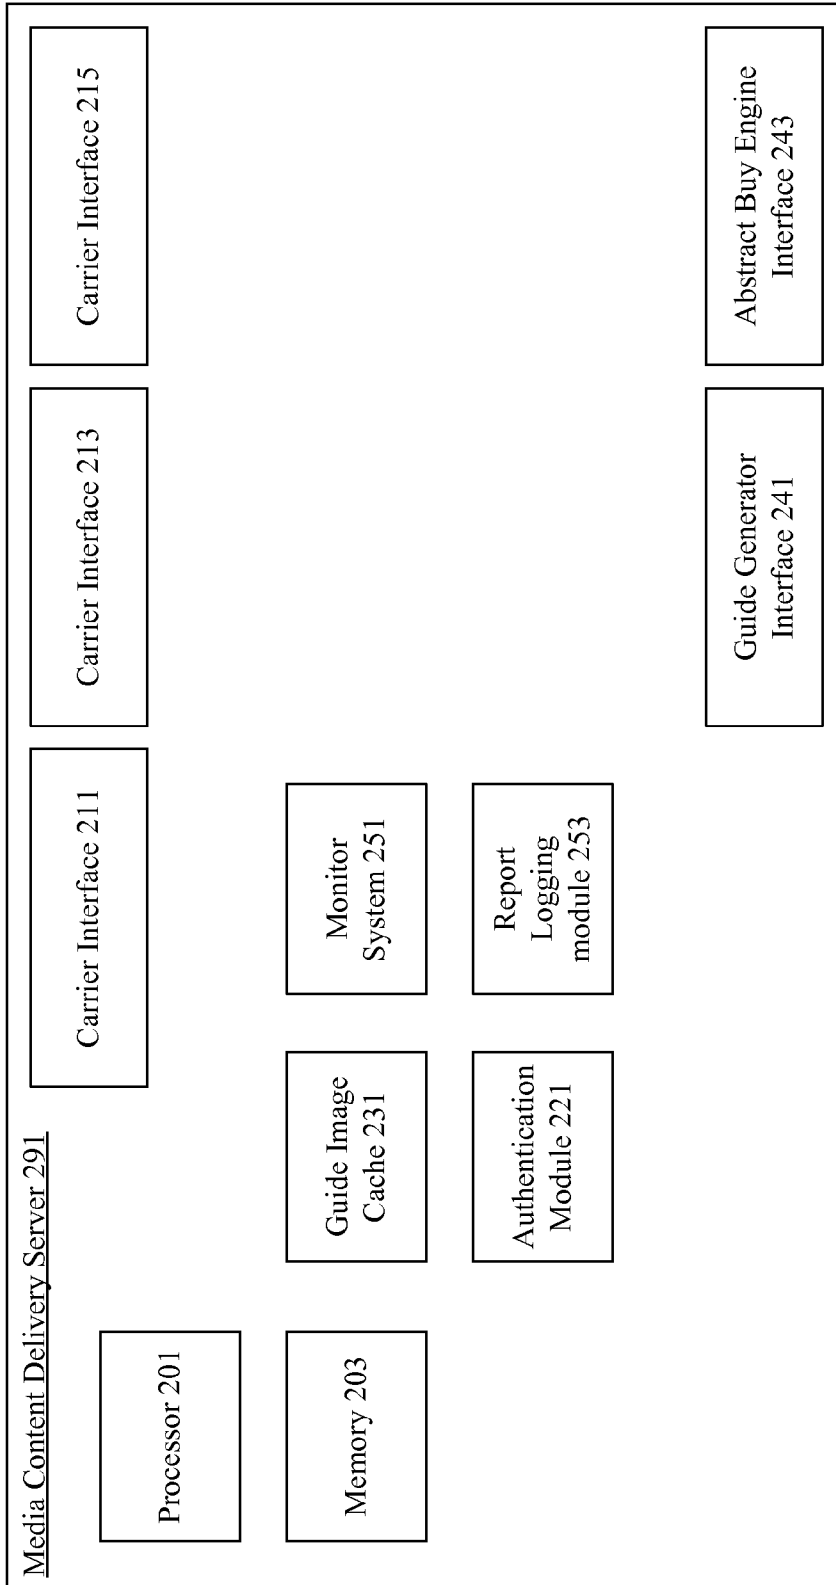 Media Content Delivery Server 291
Carrier Interface 211
Carrier Interface 213
Carrier Interface 215
Processor 201
Memory 203
Guide Image
Cache 231
Monitor
System 251
Authentication
Module 221
Report
Logging
module 253
Guide Generator
Interface 241
Abstract Buy Engine
Interface 243